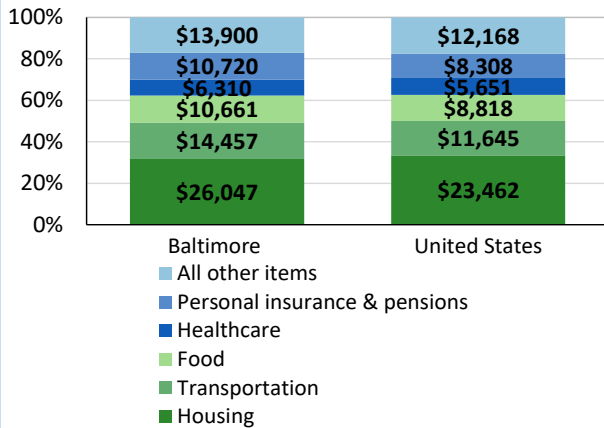 100%
$13,900
$12,168
80%
$10,720
$8,308
$6,310
$5,651
60%
$10,661
$8,818
40%
$14,457
$11,645
20%
$26,047
$23,462
0%
Baltimore
United States
All other items
Personal insurance & pensions
Healthcare
Food
Transportation
Housing